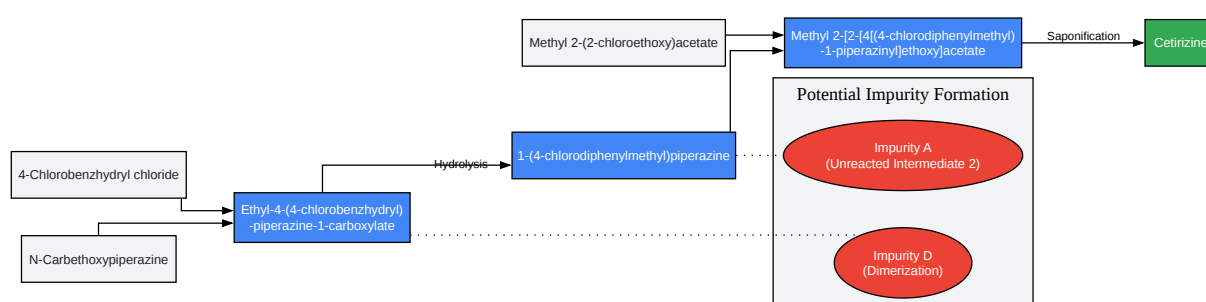 Methyl 2-(2-chloroethoxy)acetate
Methyl 2-[2-[4[(4-chlorodiphenylmethyl)
-1-piperazinyl]ethoxy]acetate
Saponification
Cetirizine
Potential Impurity Formation
Impurity A
(Unreacted Intermediate 2)
1-(4-chlorodiphenylmethyl)piperazine
Hydrolysis
4-Chlorobenzhydryl chloride
Ethyl-4-(4-chlorobenzhydryl)
-piperazine-1-carboxylate
N-Carbethoxypiperazine
Impurity D
(Dimerization)